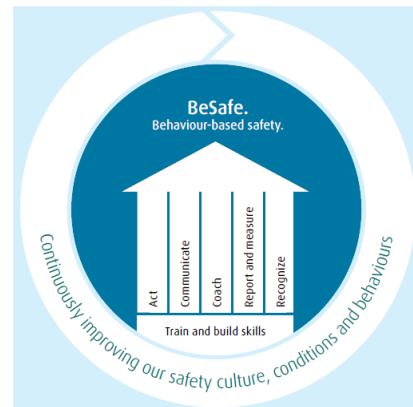 BeSafe.
Behaviour-based safety.
Act
Communicate
Coach
Report and measure
Recognize
Train and build skills
Continuously improving our safety culture, conditions and behaviours